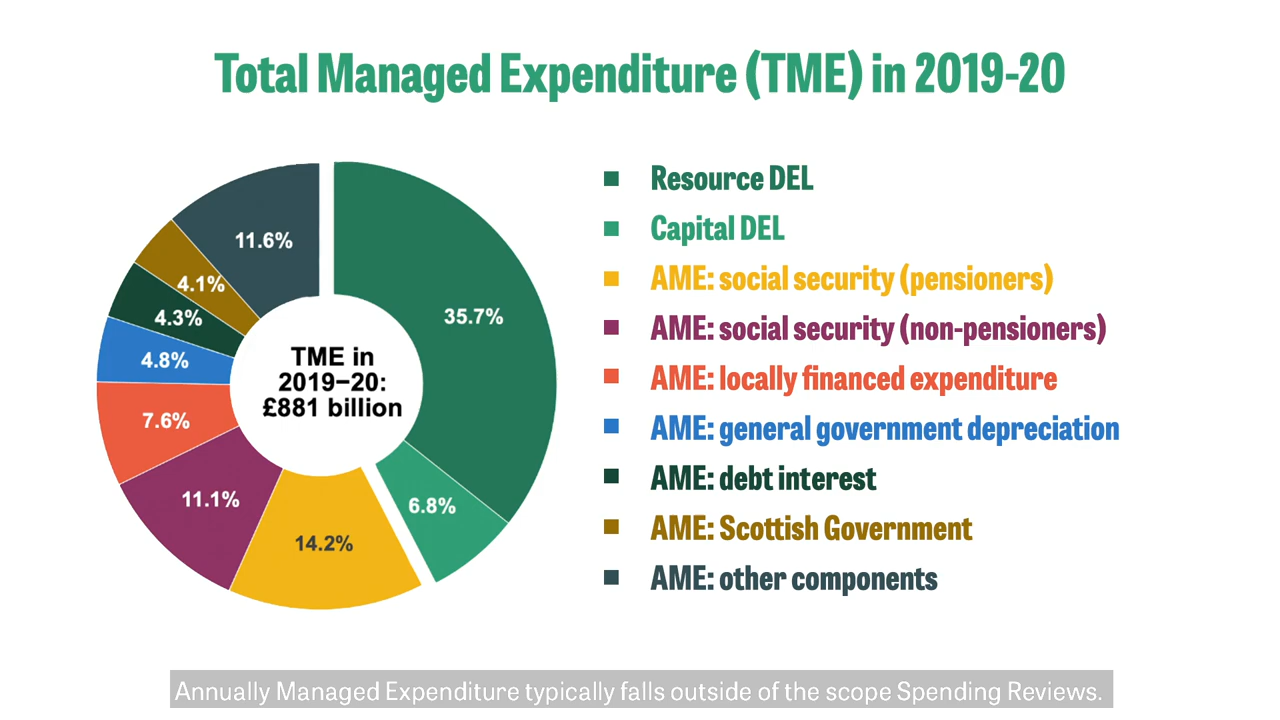 Total Managed Expenditure (TME) in 2019-20
11.6%
4.1%
4.3%
4.8%
7.6%
11.1%
14.2%
6.8%
35.7%
TME in
2019–20:
£881 billion
Resource DEL
Capital DEL
AME: social security (pensioners)
AME: social security (non-pensioners)
AME: locally financed expenditure
AME: general government depreciation
AME: debt interest
AME: Scottish Government
AME: other components
Annually Managed Expenditure typically falls outside of the scope Spending Reviews.